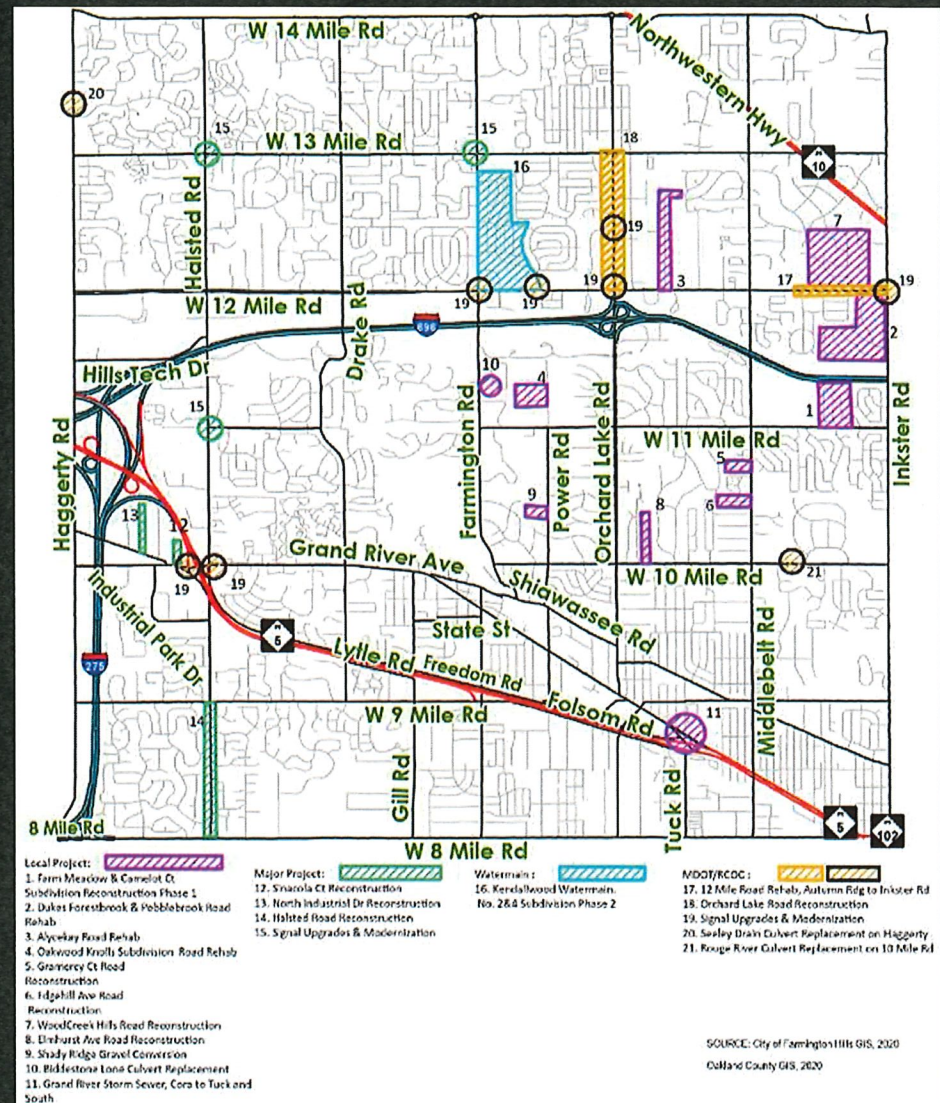 W 14 Mile Rd
Northwestern Hwy
20
15
W 13 Mile Rd
15
18
M
10
16
Halsted Rd
19
7
3
17
19
19
19
19
W 12 Mile Rd
Drake Rd
696
2
Hills Tech Dr
10
4
15
Farmington Rd
Orchard Lake Rd
1
Inkster Rd
Haggerty Rd
W 11 Mile Rd
Power Rd
5
6
9
8
13
12
Grand River Ave
W 10 Mile Rd
21
19
19
Industrial Park Dr
Shiawassee Rd
State St
M
5
Lytle Rd
Freedom Rd
Middlebelt Rd
275
Folsom Rd
11
W 9 Mile Rd
14
Gill Rd
Tuck Rd
8 Mile Rd
W 8 Mile Rd
M
5
M
102
Local Project:
1. Farm Meadow & Camelot Ct
Subdivision Reconstruction Phase 1
2. Dukes Forestbrook & Pebblebrook Road
Rehab
3. Alycekay Road Rehab
4. Oakwood Knolls Subdivision Road Rehab
5. Gramercy Ct Road
Reconstruction
6. Edgehill Ave Road
Reconstruction
7. WoodCreek Hills Road Reconstruction
8. Elmhurst Ave Road Reconstruction
9. Shady Ridge Gravel Conversion
10. Biddestone Lane Culvert Replacement
11. Grand River Storm Sewer, Cora to Tuck and
South
Major Project:
12. Sinacola Ct Reconstruction
13. North Industrial Dr Reconstruction
14. Halsted Road Reconstruction
15. Signal Upgrades & Modernization
Watermain :
16. Kendallwood Watermain.
No. 2&4 Subdivision Phase 2
MDOT/RCOC :
17. 12 Mile Road Rehab, Autumn Rdg to Inkster Rd
18. Orchard Lake Road Reconstruction
19. Signal Upgrades & Modernization
20. Seeley Drain Culvert Replacement on Haggerty
21. Rouge River Culvert Replacement on 10 Mile Rd
SOURCE: City of Farmington Hills GIS, 2020
Oakland County GIS, 2020